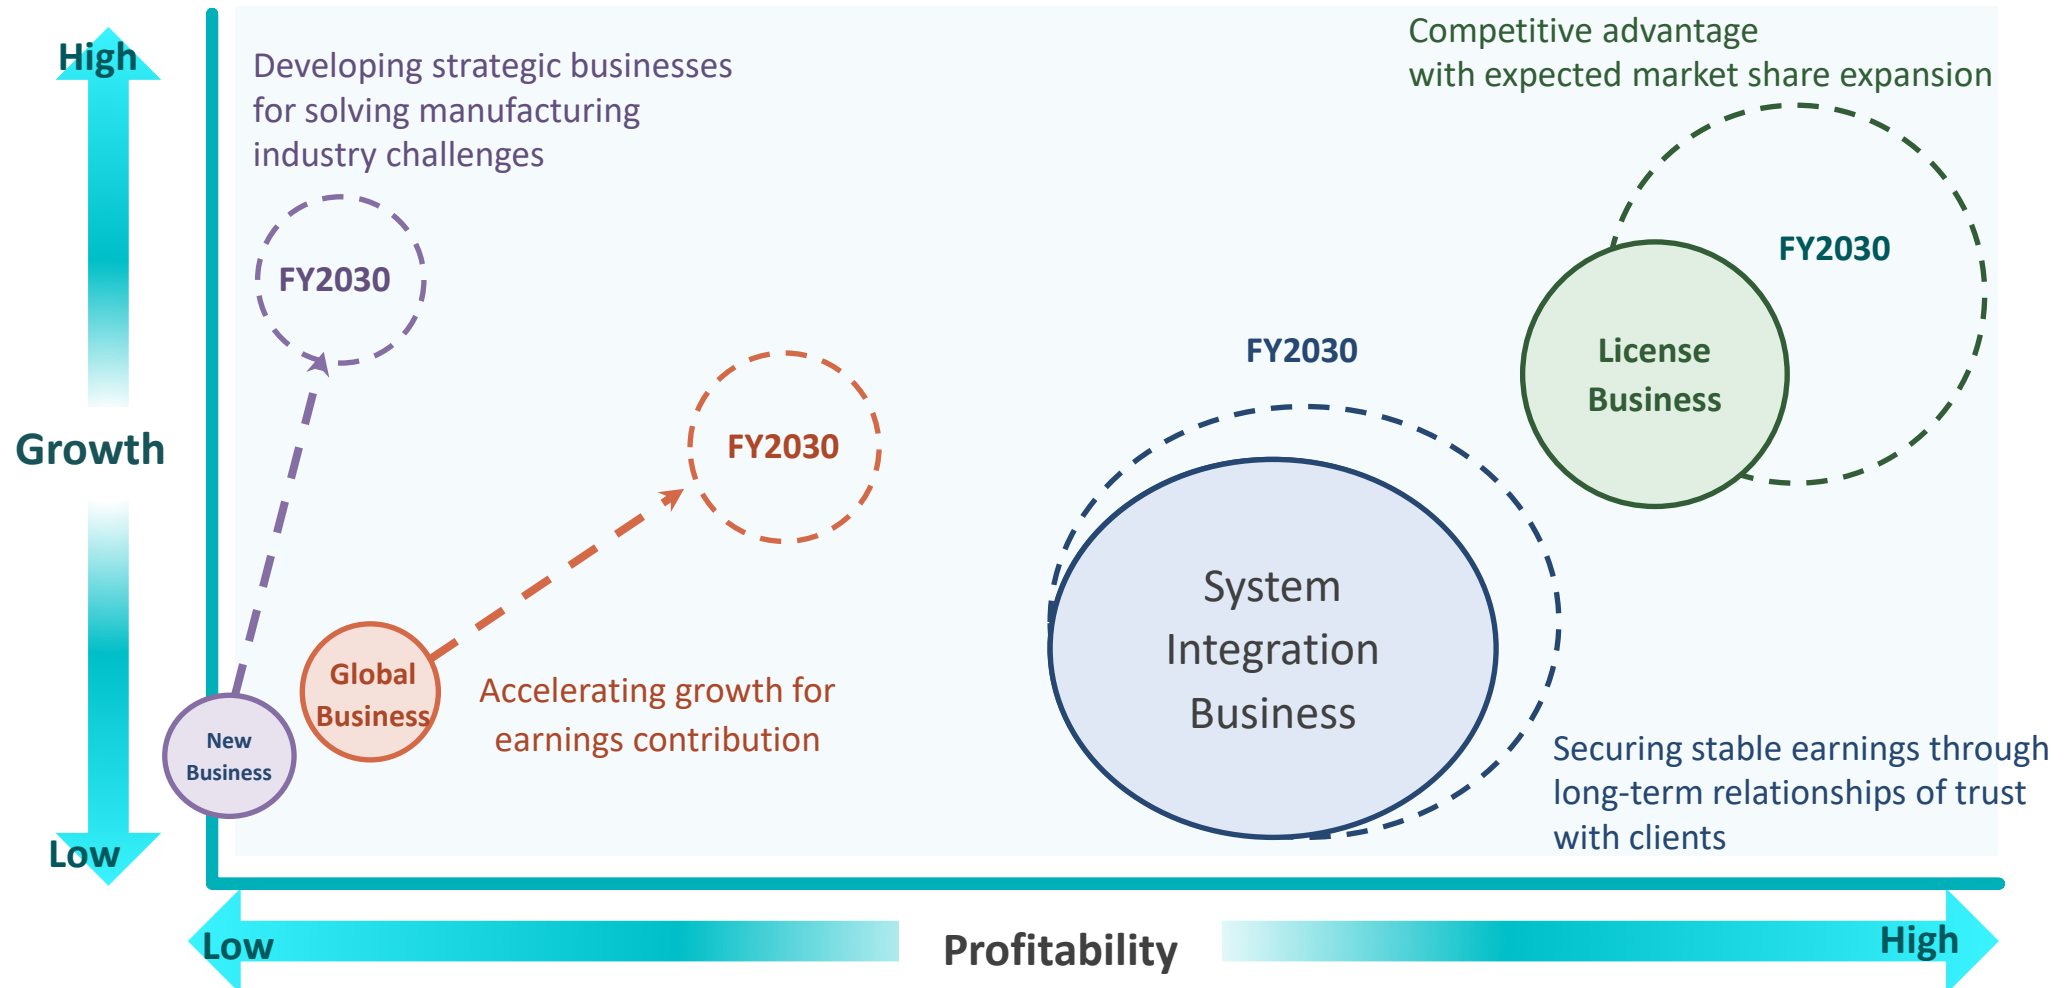 High
Growth
Low
Developing strategic businesses
for solving manufacturing
industry challenges
FY2030
New
Business
Global
Business
FY2030
Accelerating growth for
earnings contribution
FY2030
System
Integration
Business
Securing stable earnings through
long-term relationships of trust
with clients
Competitive advantage
with expected market share expansion
FY2030
License
Business
Low
Profitability
High